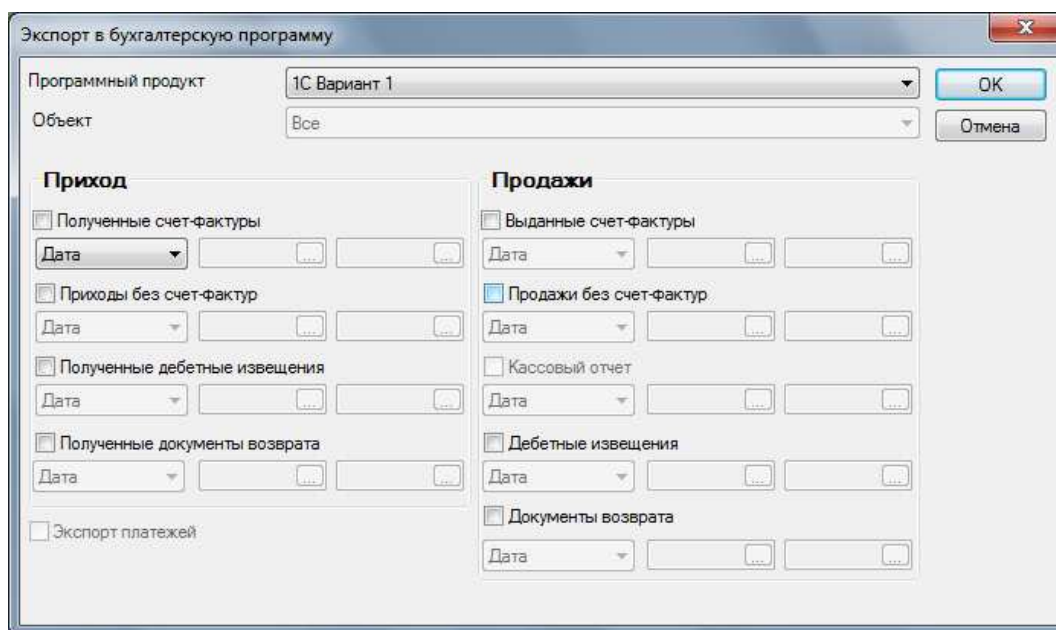 Экспорт в бухгалтерскую программу
Программный продукт 1С Вариант 1 OK
Объект Все Отмена
Приход
Полученные счет-фактуры
Дата ... ...
Приходы без счет-фактур
Дата ... ...
Полученные дебетные извещения
Дата ... ...
Полученные документы возврата
Дата ... ...
Экспорт платежей
Продажи
Выданные счет-фактуры
Дата ... ...
Продажи без счет-фактур
Дата ... ...
Кассовый отчет
Дата ... ...
Дебетные извещения
Дата ... ...
Документы возврата
Дата ... ...